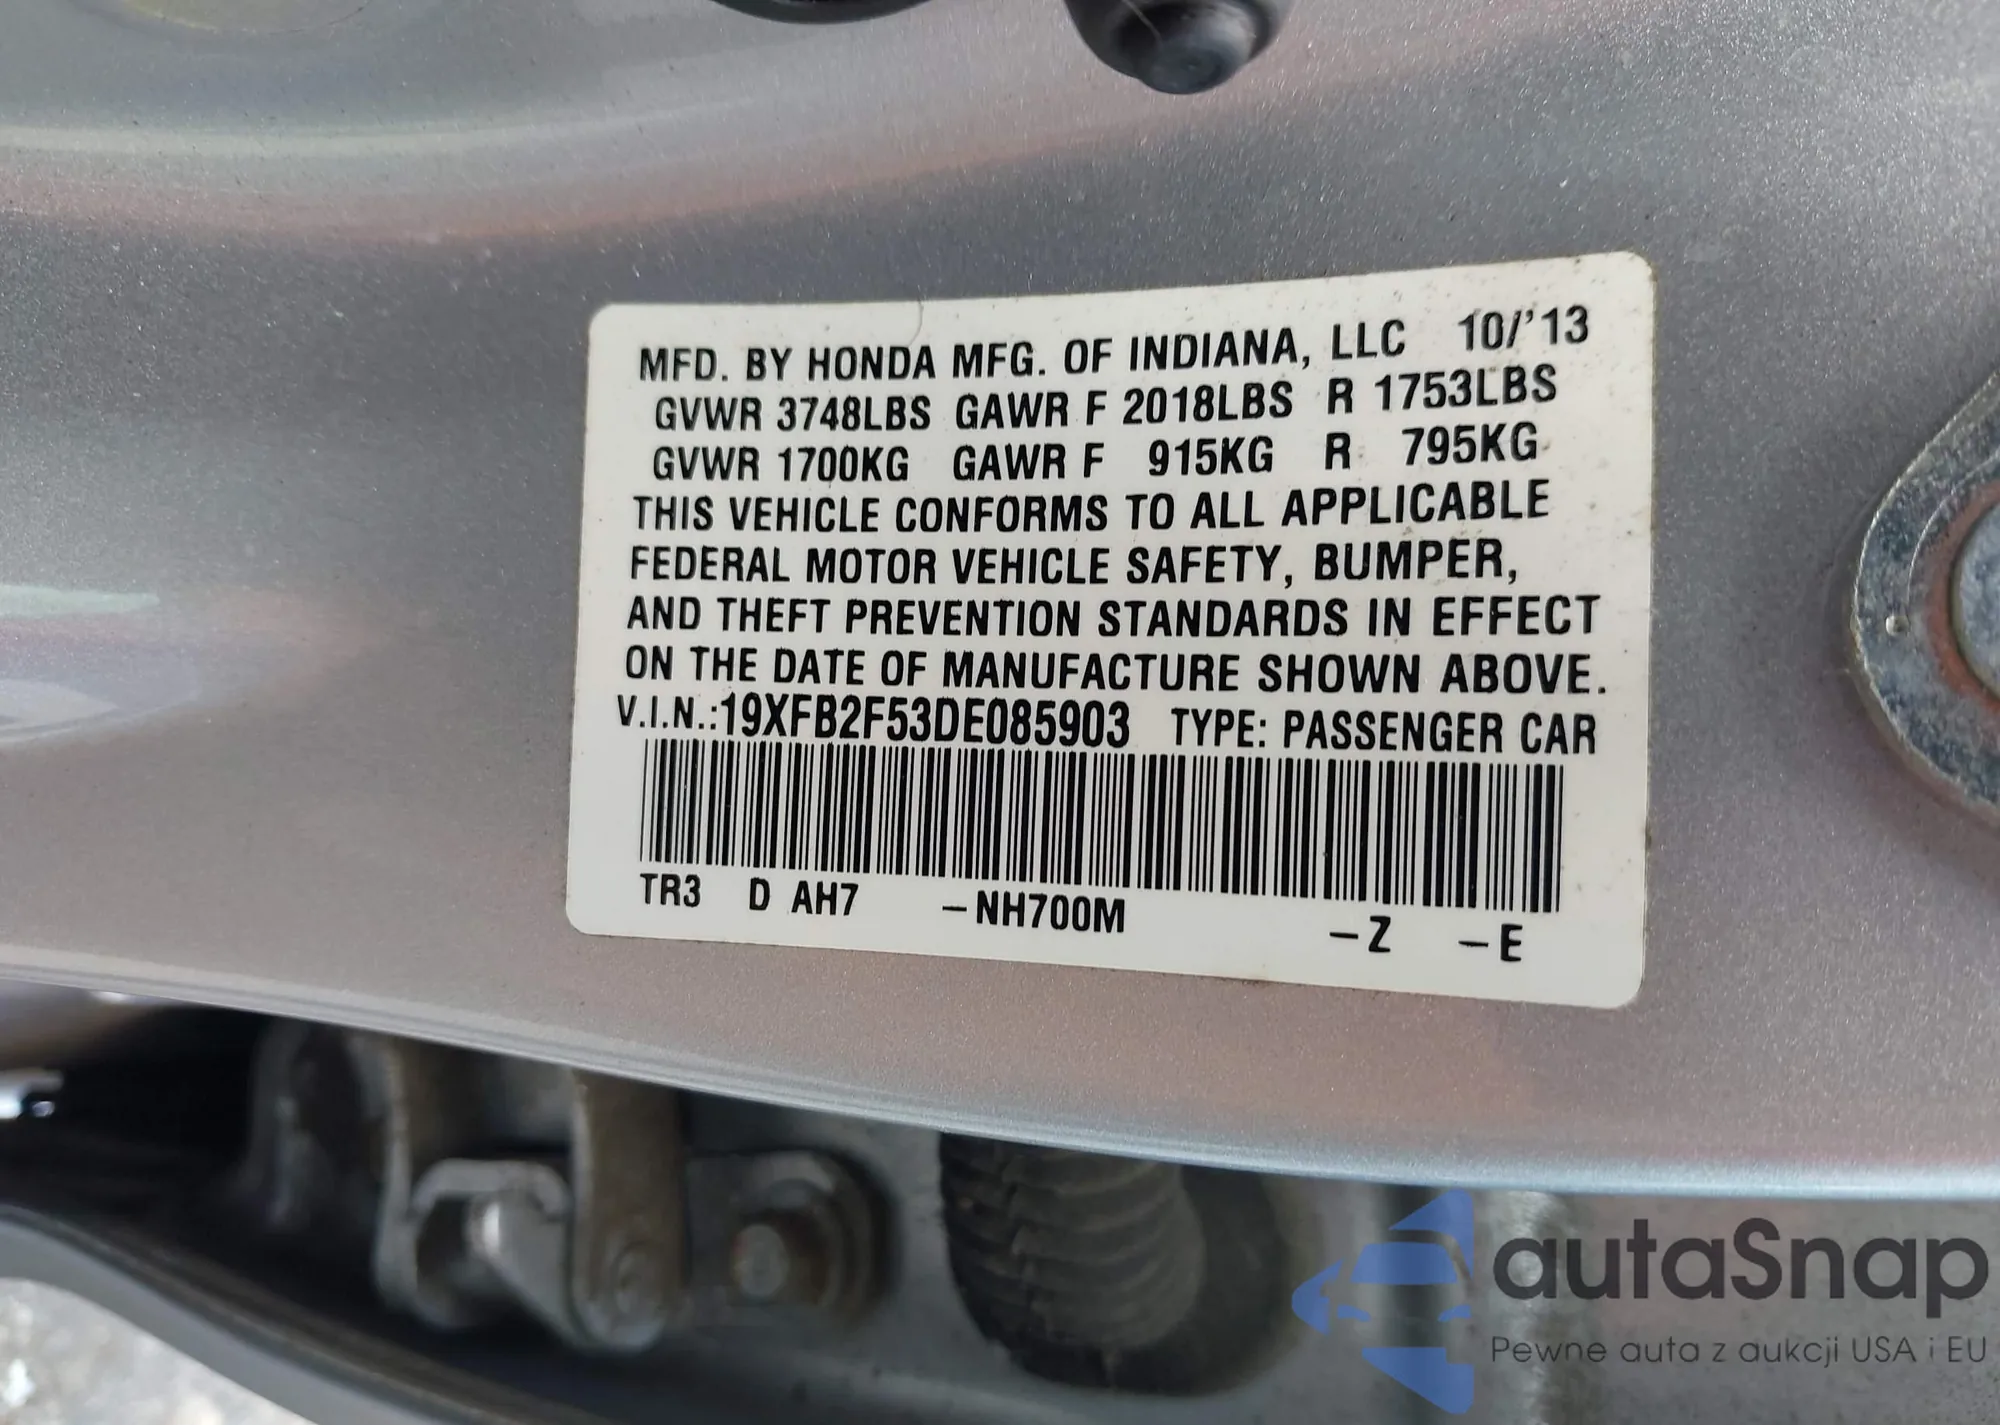 MFD. BY HONDA MFG. OF INDIANA, LLC 10/'13
GVWR 3748LBS GAWR F 2018LBS R 1753LBS
GVWR 1700KG GAWR F 915KG R 795KG
THIS VEHICLE CONFORMS TO ALL APPLICABLE
FEDERAL MOTOR VEHICLE SAFETY, BUMPER,
AND THEFT PREVENTION STANDARDS IN EFFECT
ON THE DATE OF MANUFACTURE SHOWN ABOVE.
V.I.N.:19XFB2F53DE085903 TYPE: PASSENGER CAR
TR3 D AH7 -NH700M -Z -E
autaSnap
Pewne auta z aukcji USA i EU